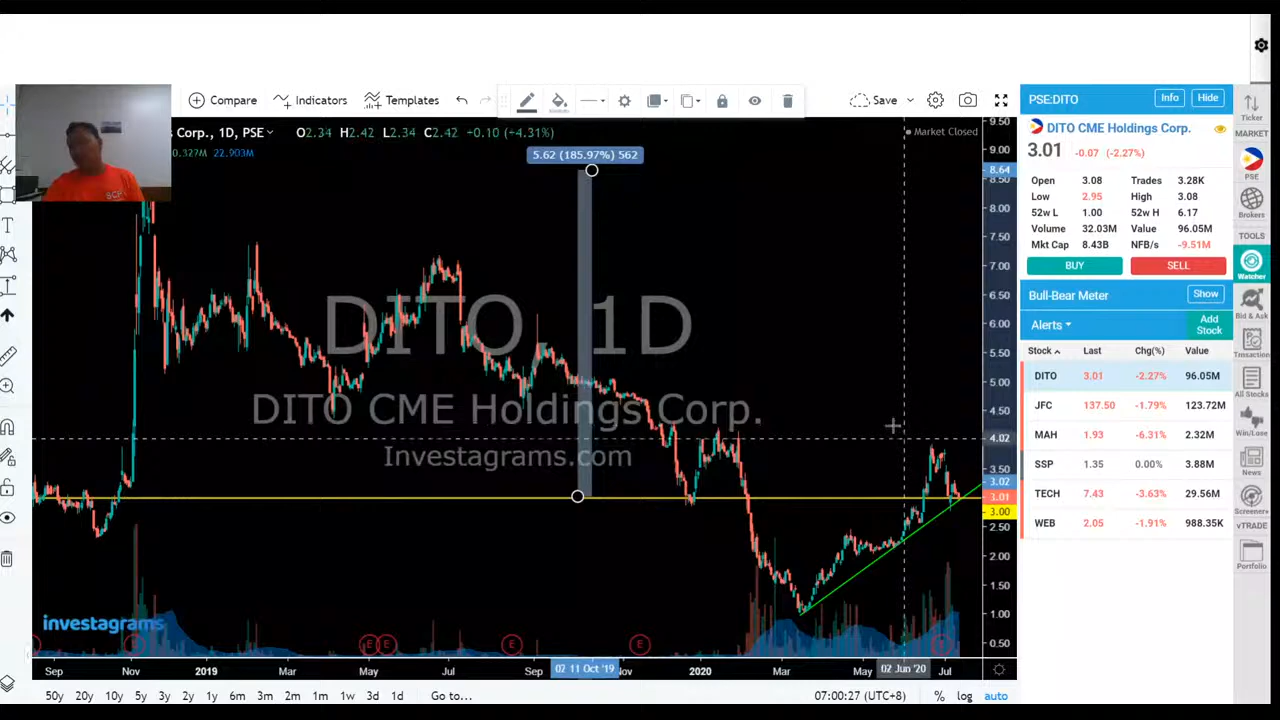 Compare
Indicators
Templates
Save
Corp., 1D, PSE
O2.34 H2.42 L2.34 C2.42 +0.10 (+4.31%)
Market Closed
0.327M 22.903M
5.62 (185.97%) 562
DITO, 1D
DITO CME Holdings Corp.
Investagrams.com
investagrams
9.50
9.00
8.64
8.50
8.00
7.50
7.00
6.50
6.00
5.50
5.00
4.50
4.02
3.50
3.02
3.01
3.00
2.50
2.00
1.50
1.00
0.50
E E E E E
Sep Nov 2019 Mar May Jul Sep 02 11 Oct '19 Nov 2020 Mar May 02 Jun '20 Jul
50y 20y 10y 5y 3y 2y 1y 6m 3m 2m 1m 1w 3d 1d Go to... 07:00:27 (UTC+8) % log auto
PSE:DITO Info Hide
DITO CME Holdings Corp.
3.01 -0.07 (-2.27%)
Open 3.08 Trades 3.28K
Low 2.95 High 3.08
52w L 1.00 52w H 6.17
Volume 32.03M Value 96.05M
Mkt Cap 8.43B NFB/s -9.51M
BUY SELL
Bull-Bear Meter Show
Alerts Add Stock
Stock Last Chg(%) Value
DITO 3.01 -2.27% 96.05M
JFC 137.50 -1.79% 123.72M
MAH 1.93 -6.31% 2.32M
SSP 1.35 0.00% 3.88M
TECH 7.43 -3.63% 29.56M
WEB 2.05 -1.91% 988.35K
Ticker
MARKET
PSE
Brokers
TOOLS
Watcher
Bid & Ask
Trnsaction
All Stocks
Win/Lose
News
Screener+
vTRADE
Portfolio